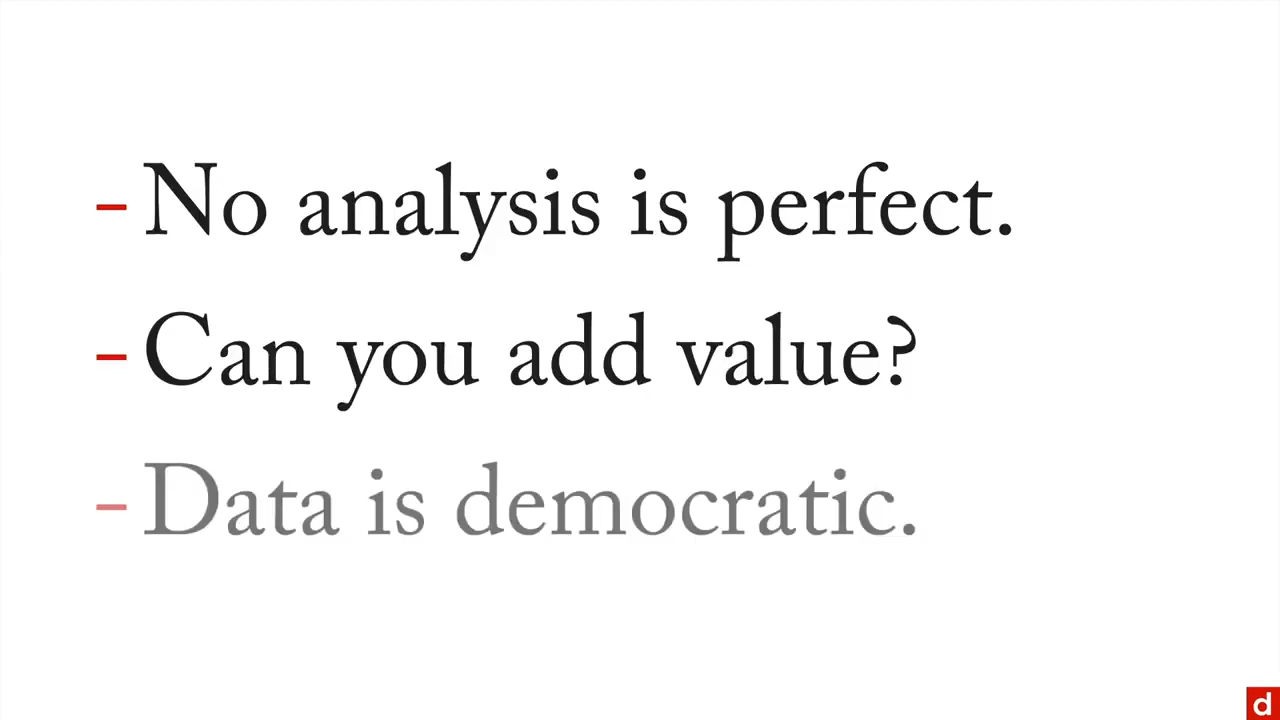 - No analysis is perfect.
- Can you add value?
- Data is democratic.
d